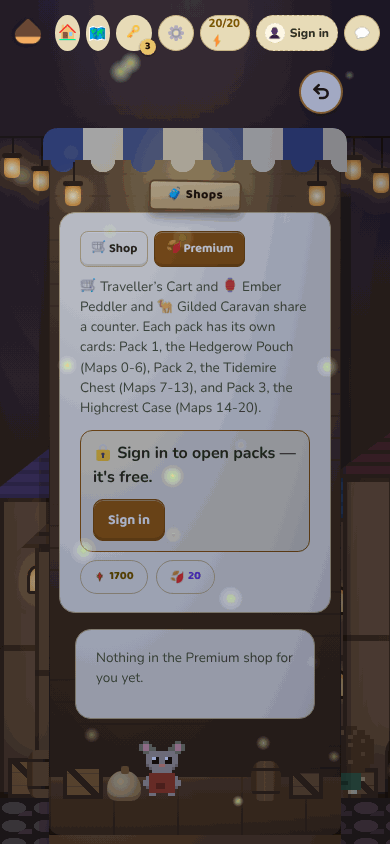 20/20
3
Sign in
Shops
Shop
Premium
Traveller's Cart and Ember
Peddler and Gilded Caravan share
a counter. Each pack has its own
cards: Pack 1, the Hedgerow Pouch
(Maps 0-6), Pack 2, the Tidemire
Chest (Maps 7-13), and Pack 3, the
Highcrest Case (Maps 14-20).
Sign in to open packs —
it's free.
Sign in
1700
20
Nothing in the Premium shop for
you yet.